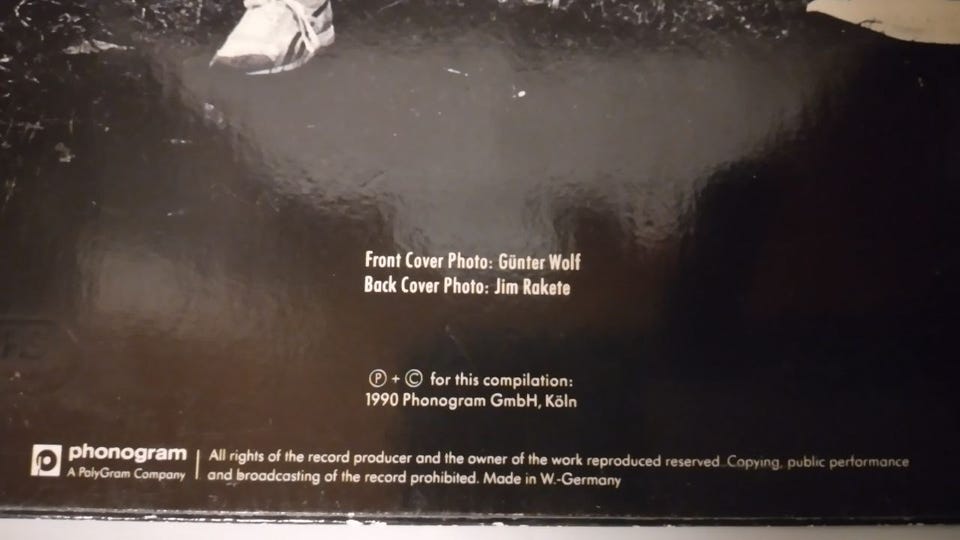 Front Cover Photo: Günter Wolf
Back Cover Photo: Jim Rakete
Ⓟ + © for this compilation:
1990 Phonogram GmbH, Köln
phonogram
A PolyGram Company
All rights of the record producer and the owner of the work reproduced reserved. Copying, public performance
and broadcasting of the record prohibited. Made in W.-Germany